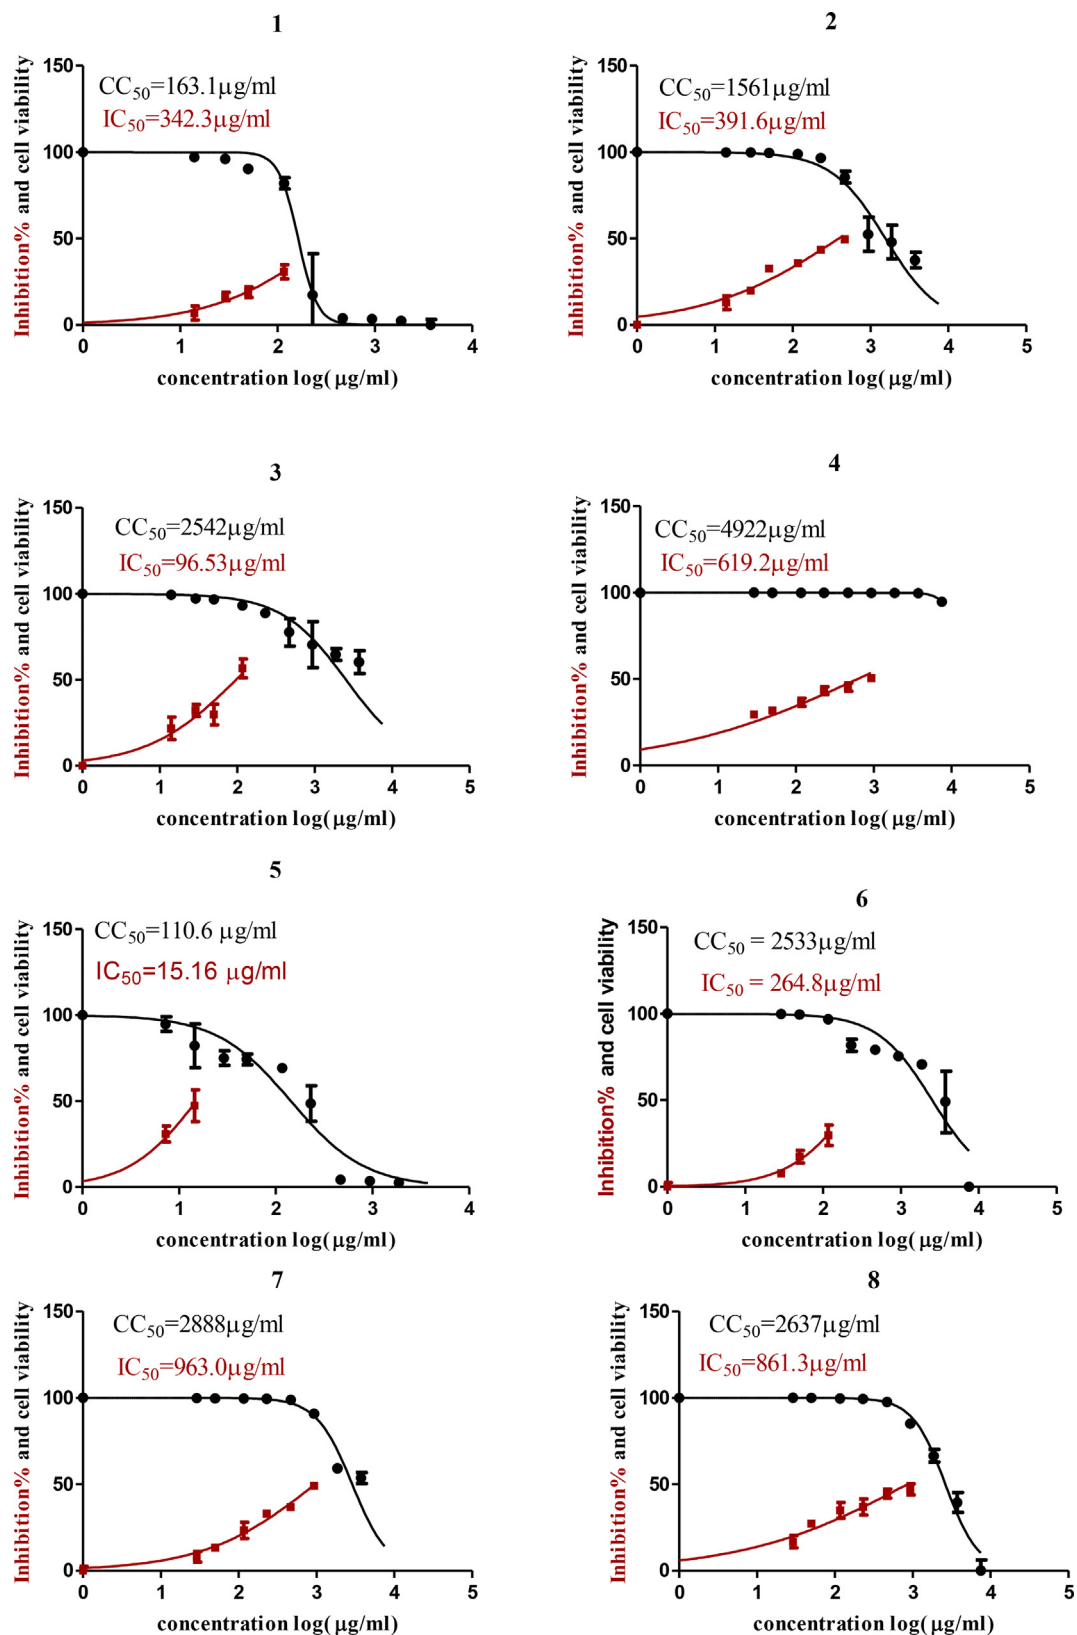 1
150
100
50
0
0 1 2 3 4
CC50=163.1µg/ml
IC50=342.3µg/ml
Inhibition% and cell viability
concentration log( µg/ml)
2
150
100
50
0
0 1 2 3 4 5
CC50=1561µg/ml
IC50=391.6µg/ml
Inhibition% and cell viability
concentration log( µg/ml)
3
150
100
50
0
0 1 2 3 4 5
CC50=2542µg/ml
IC50=96.53µg/ml
Inhibition% and cell viability
concentration log( µg/ml)
4
150
100
50
0
0 1 2 3 4 5
CC50=4922µg/ml
IC50=619.2µg/ml
Inhibition% and cell viability
concentration log( µg/ml)
5
150
100
50
0
0 1 2 3 4
CC50=110.6 µg/ml
IC50=15.16 µg/ml
Inhibition% and cell viability
concentration log( µg/ml)
6
150
100
50
0
0 1 2 3 4 5
CC50 = 2533µg/ml
IC50 = 264.8µg/ml
Inhibition% and cell viability
concentration log( µg/ml)
7
150
100
50
0
0 1 2 3 4 5
CC50=2888µg/ml
IC50=963.0µg/ml
Inhibition% and cell viability
concentration log( µg/ml)
8
150
100
50
0
0 1 2 3 4 5
CC50=2637µg/ml
IC50=861.3µg/ml
Inhibition% and cell viability
concentration log( µg/ml)